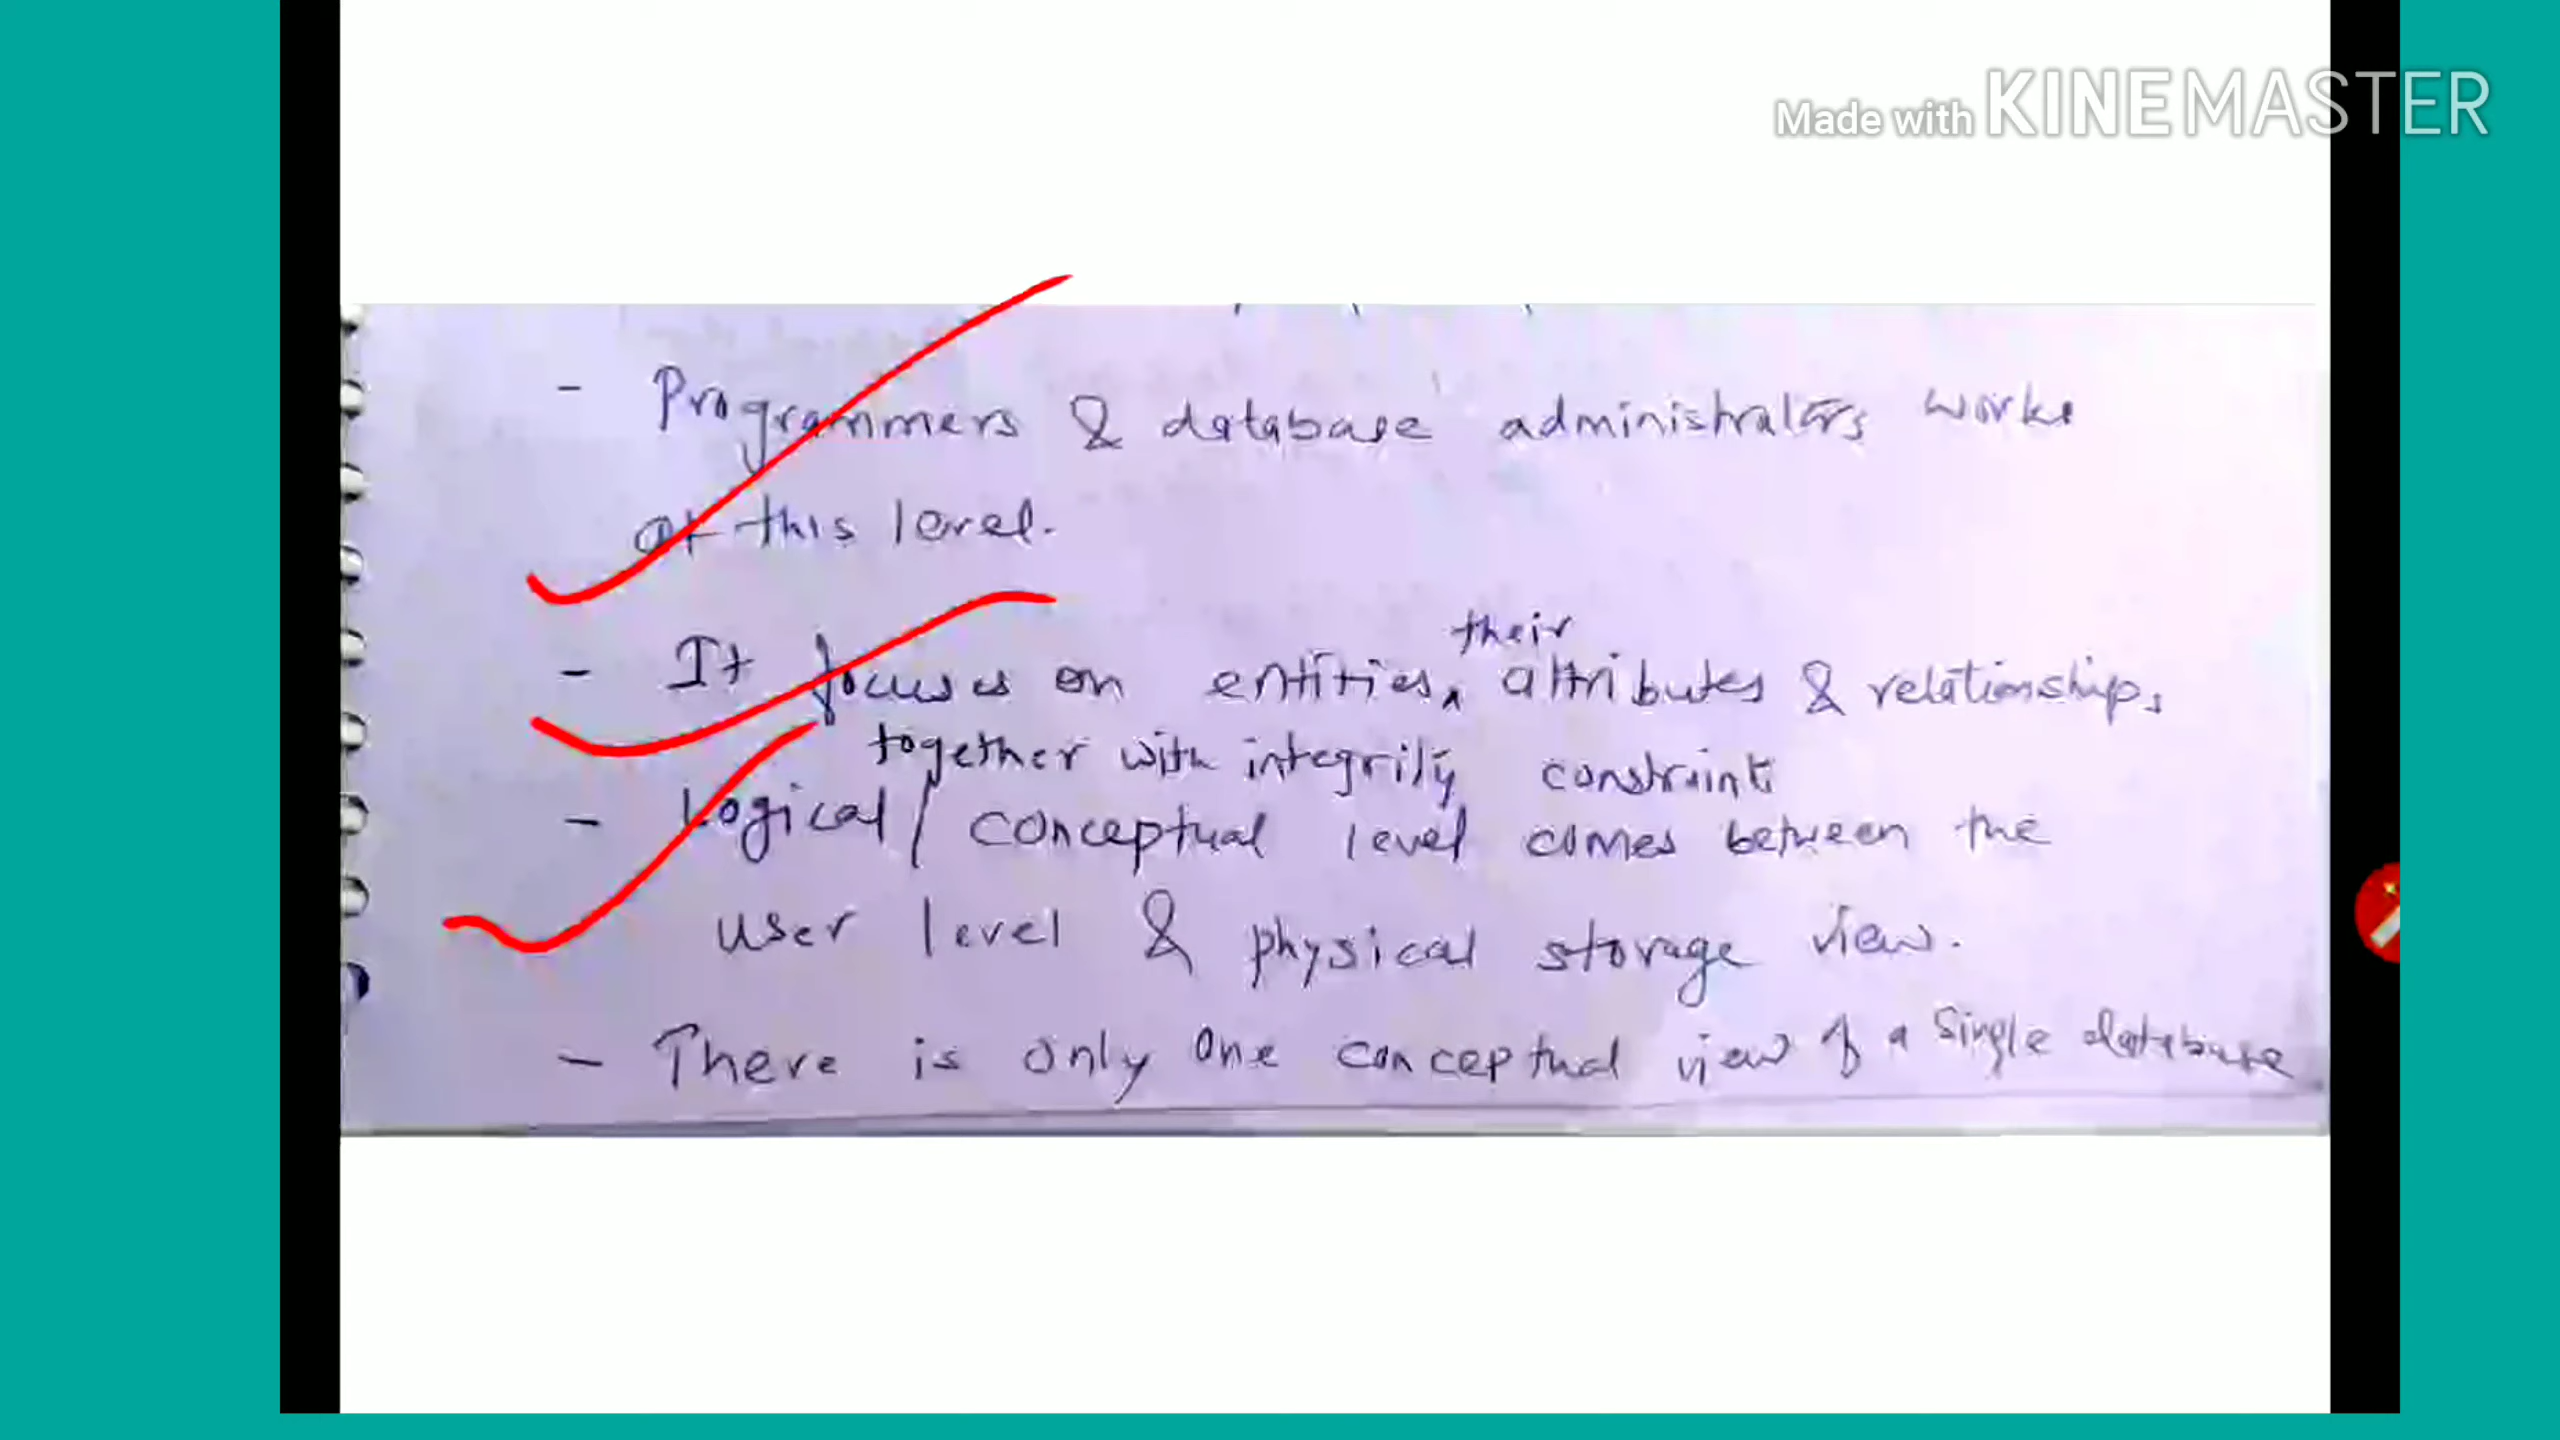 Made with KINEMASTER
- Programmers & database administrators works
at this level.
their
- It focuses on entities, attributes & relationships
together with integrity constraint
- Logical/ conceptual level comes between the
user level & physical storage view.
- There is only one conceptual view of a single database